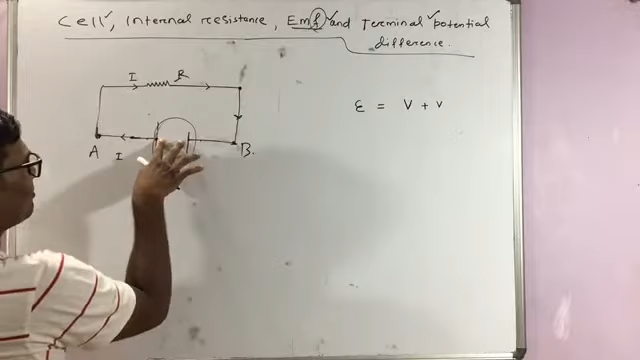 Cell, Internal resistance, Emf and Terminal potential
difference.
I R
ε = V + v
A I B.